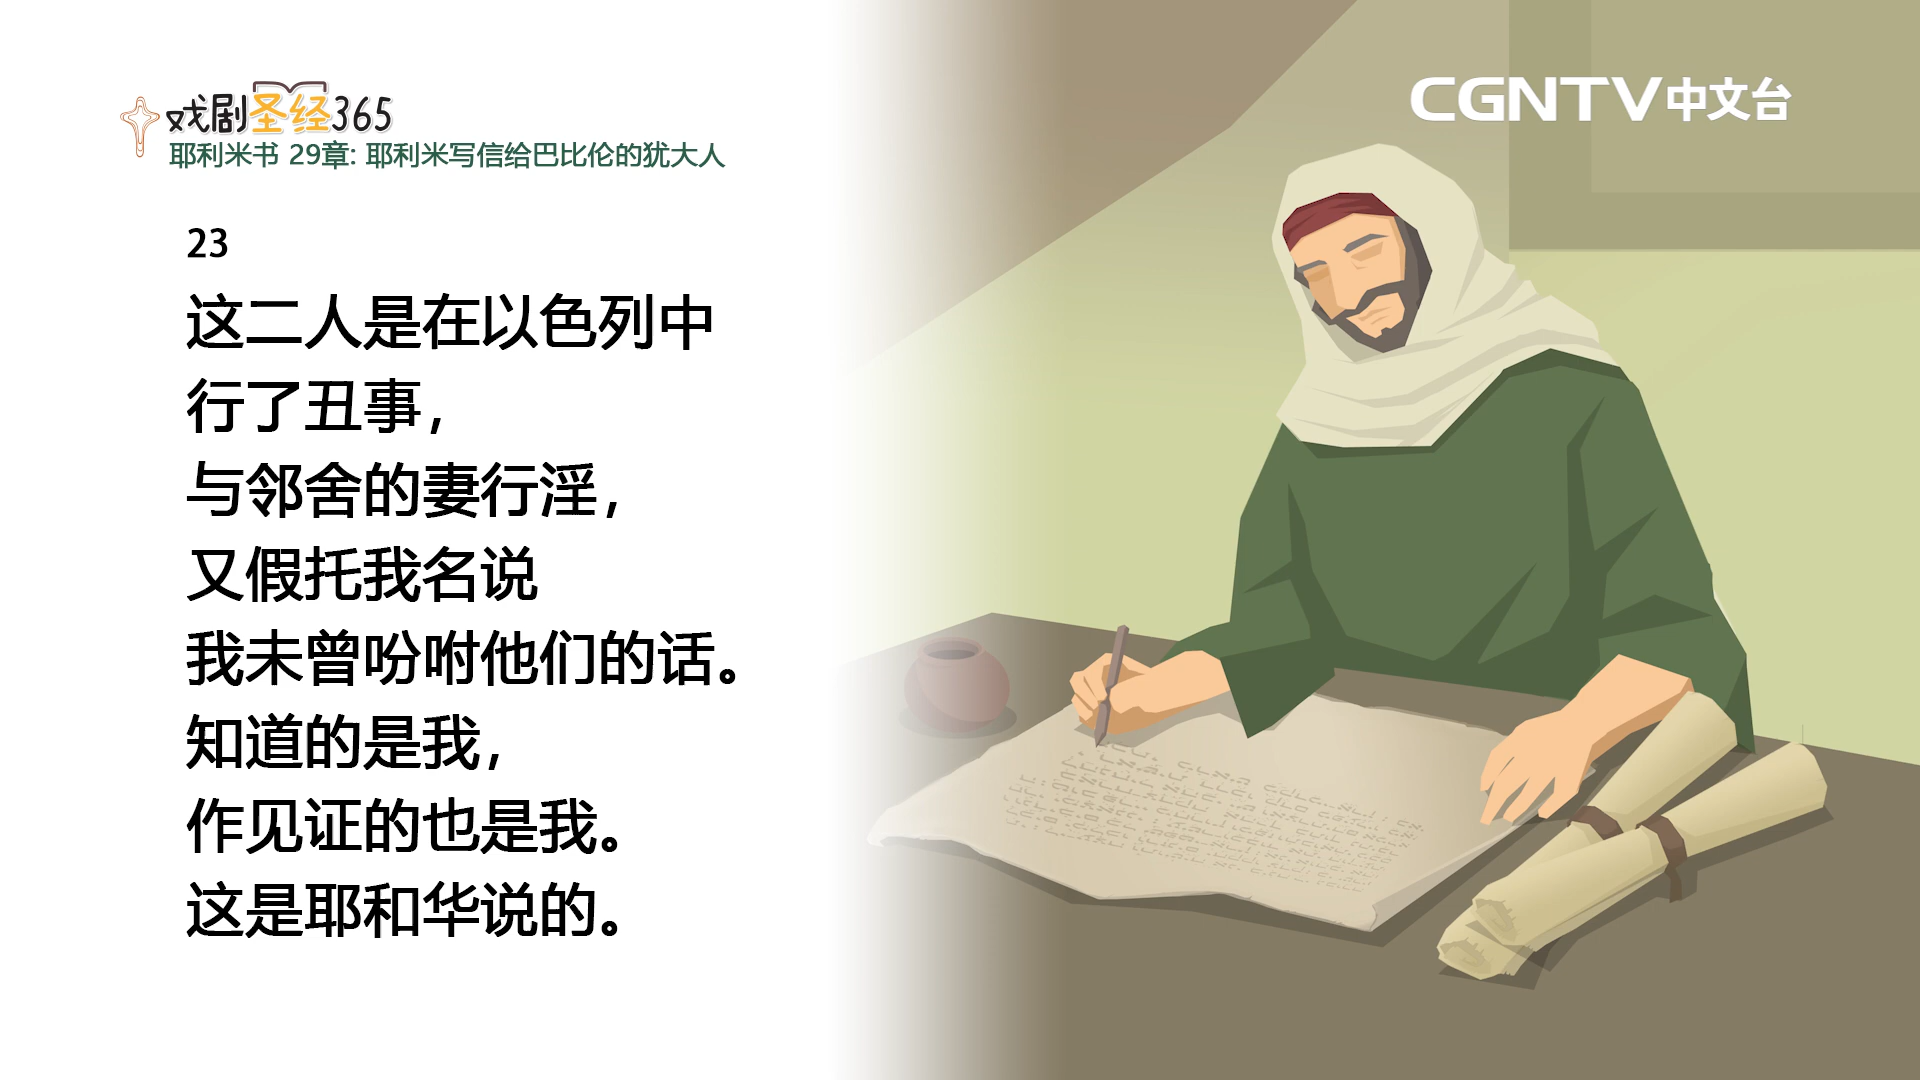 戏剧圣经365
CGNTV中文台
耶利米书 29章: 耶利米写信给巴比伦的犹大人
23
这二人是在以色列中
行了丑事，
与邻舍的妻行淫，
又假托我名说
我未曾吩咐他们的话。
知道的是我，
作见证的也是我。
这是耶和华说的。